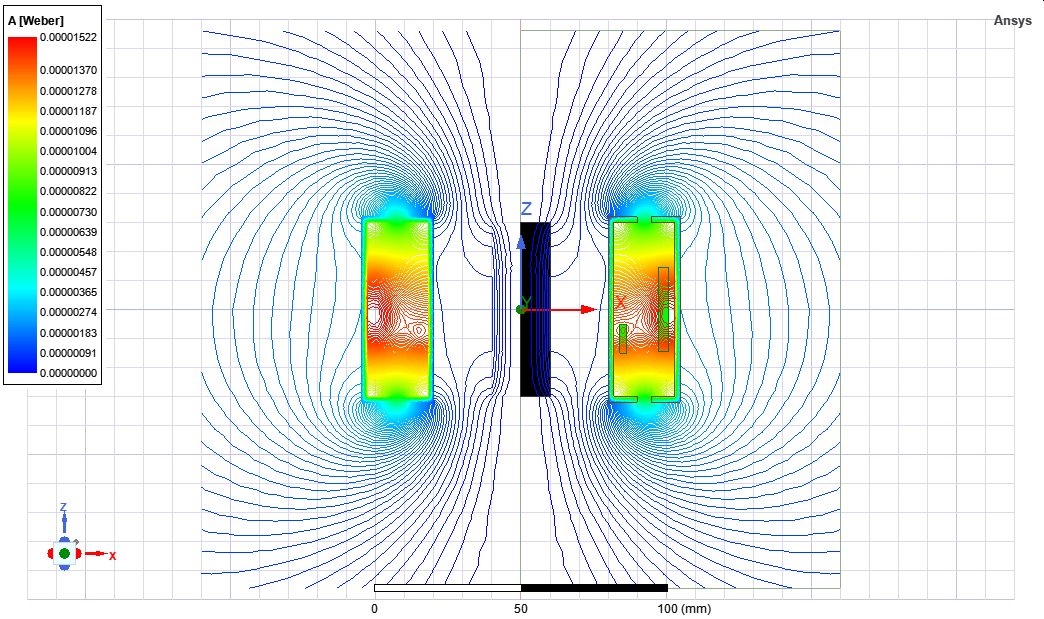 A [Weber]
0.00001522
0.00001370
0.00001278
0.00001187
0.00001096
0.00001004
0.00000913
0.00000822
0.00000730
0.00000639
0.00000548
0.00000457
0.00000365
0.00000274
0.00000183
0.00000091
0.00000000
Ansys
Z
Y
X
Z
X
0 50 100 (mm)